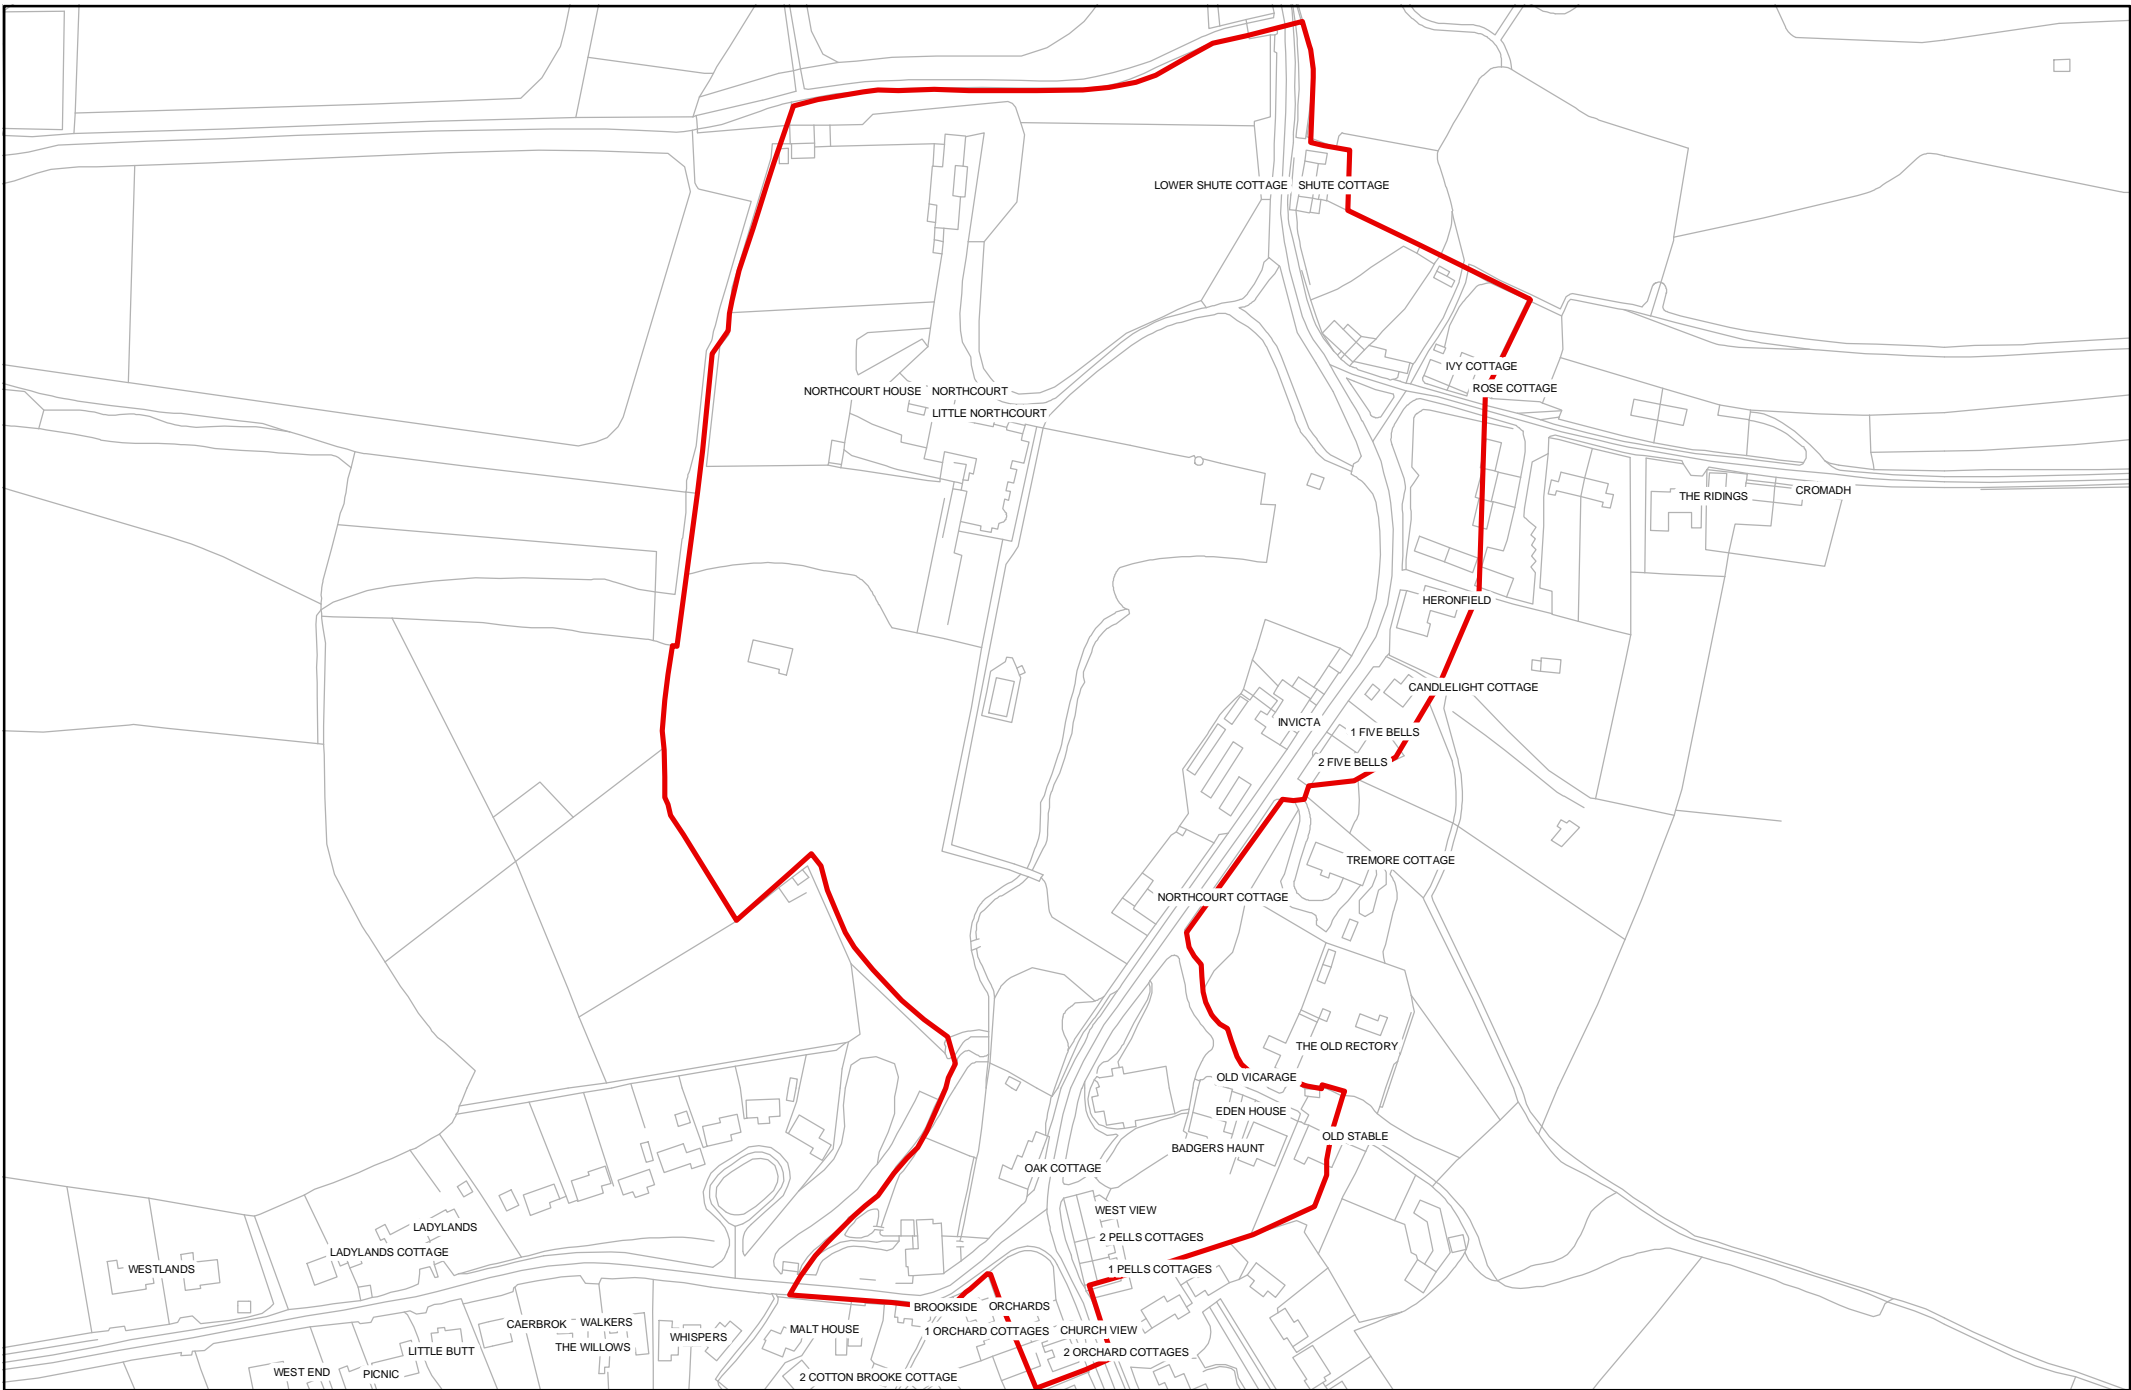 LOWER SHUTE COTTAGE
SHUTE COTTAGE
IVY COTTAGE
ROSE COTTAGE
NORTHCOURT HOUSE
NORTHCOURT
LITTLE NORTHCOURT
THE RIDINGS
CROMADH
HERONFIELD
CANDLELIGHT COTTAGE
INVICTA
1 FIVE BELLS
2 FIVE BELLS
TREMORE COTTAGE
NORTHCOURT COTTAGE
THE OLD RECTORY
OLD VICARAGE
EDEN HOUSE
OLD STABLE
BADGERS HAUNT
OAK COTTAGE
WEST VIEW
LADYLANDS
2 PELLS COTTAGES
LADYLANDS COTTAGE
WESTLANDS
1 PELLS COTTAGES
BROOKSIDE
ORCHARDS
CAERBROK
WALKERS
MALT HOUSE
1 ORCHARD COTTAGES
CHURCH VIEW
WHISPERS
THE WILLOWS
LITTLE BUTT
2 ORCHARD COTTAGES
WEST END
PICNIC
2 COTTON BROOKE COTTAGE